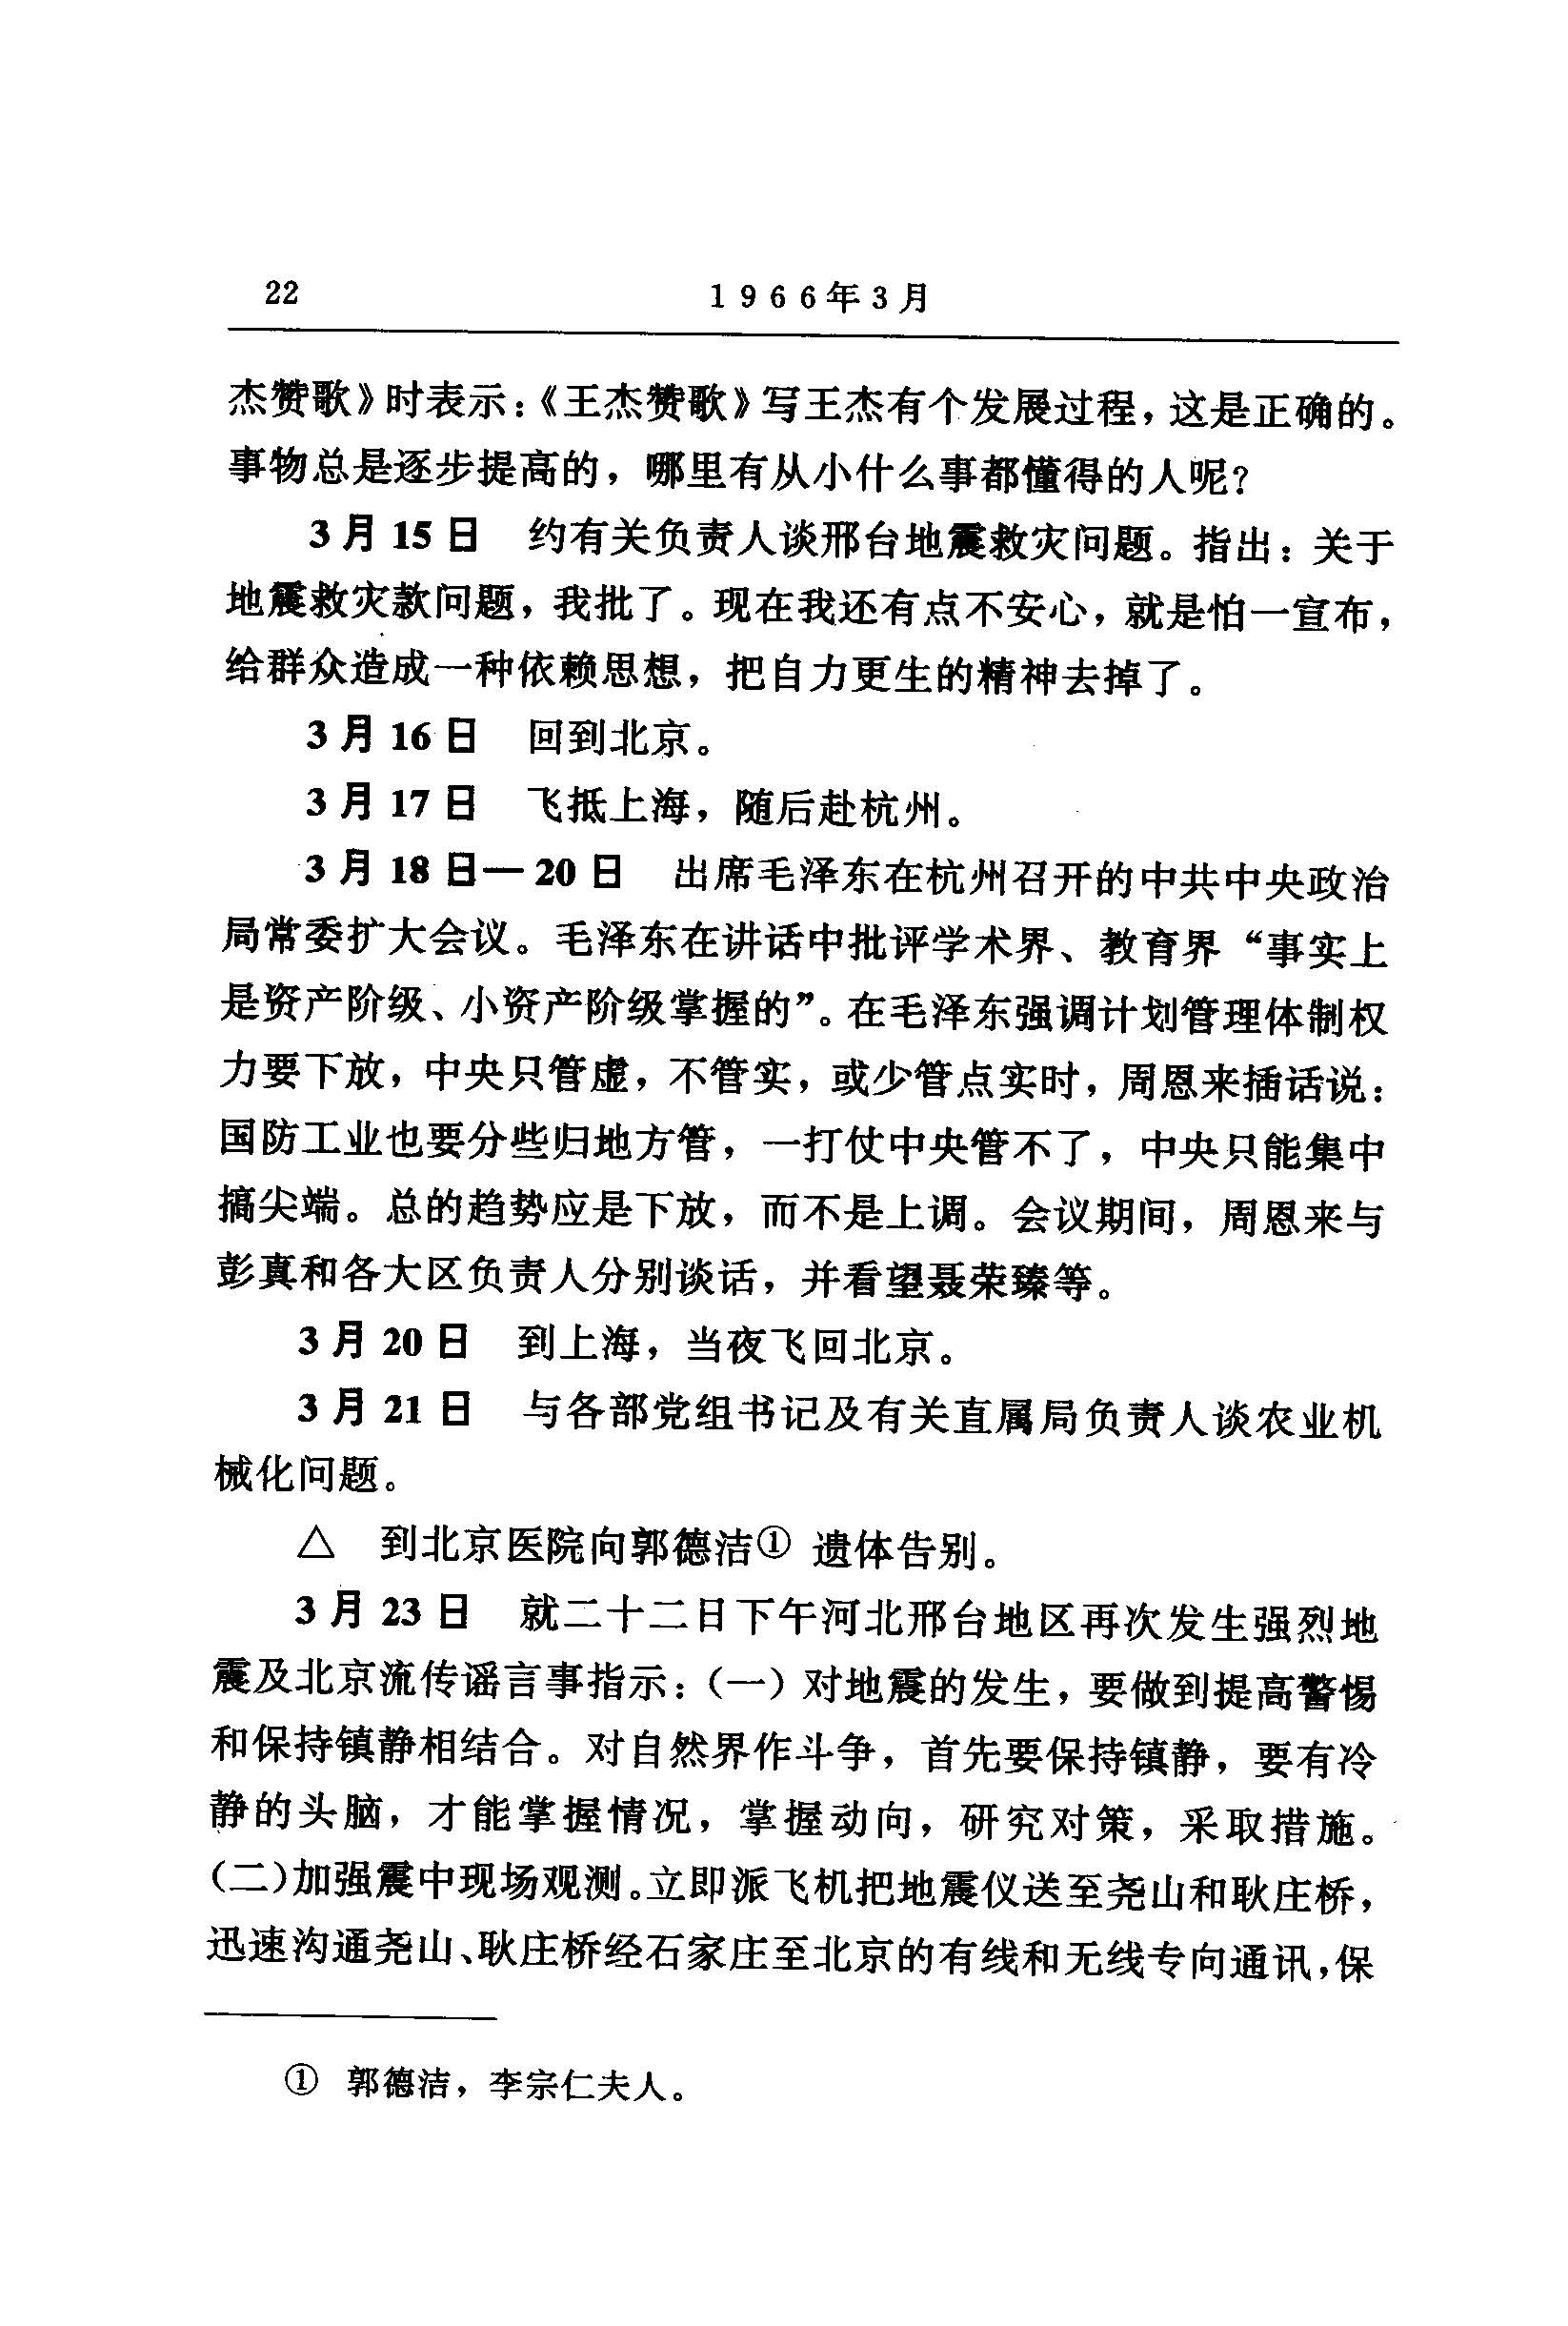 22
1966年3月
杰赞歌》时表示：《王杰赞歌》写王杰有个发展过程，这是正确的。
事物总是逐步提高的，哪里有从小什么事都懂得的人呢?
3月15日 约有关负责人谈邢台地震救灾问题。指出：关于
地震救灾款问题，我批了。现在我还有点不安心，就是怕一宣布，
给群众造成一种依赖思想，把自力更生的精神去掉了。
3月16日 回到北京。
3月17日 飞抵上海，随后赴杭州。
3月18日—20日 出席毛泽东在杭州召开的中共中央政治
局常委扩大会议。毛泽东在讲话中批评学术界、教育界“事实上
是资产阶级、小资产阶级掌握的”。在毛泽东强调计划管理体制权
力要下放，中央只管虚，不管实，或少管点实时，周恩来插话说：
国防工业也要分些归地方管，一打仗中央管不了，中央只能集中
搞尖端。总的趋势应是下放，而不是上调。会议期间，周恩来与
彭真和各大区负责人分别谈话，并看望聂荣臻等。
3月20日 到上海，当夜飞回北京。
3月21日 与各部党组书记及有关直属局负责人谈农业机
械化问题。
△ 到北京医院向郭德洁① 遗体告别。
3月23日 就二十二日下午河北邢台地区再次发生强烈地
震及北京流传谣言事指示：（一）对地震的发生，要做到提高警惕
和保持镇静相结合。对自然界作斗争，首先要保持镇静，要有冷
静的头脑，才能掌握情况，掌握动向，研究对策，采取措施。
（二）加强震中现场观测。立即派飞机把地震仪送至尧山和耿庄桥，
迅速沟通尧山、耿庄桥经石家庄至北京的有线和无线专向通讯，保
① 郭德洁，李宗仁夫人。